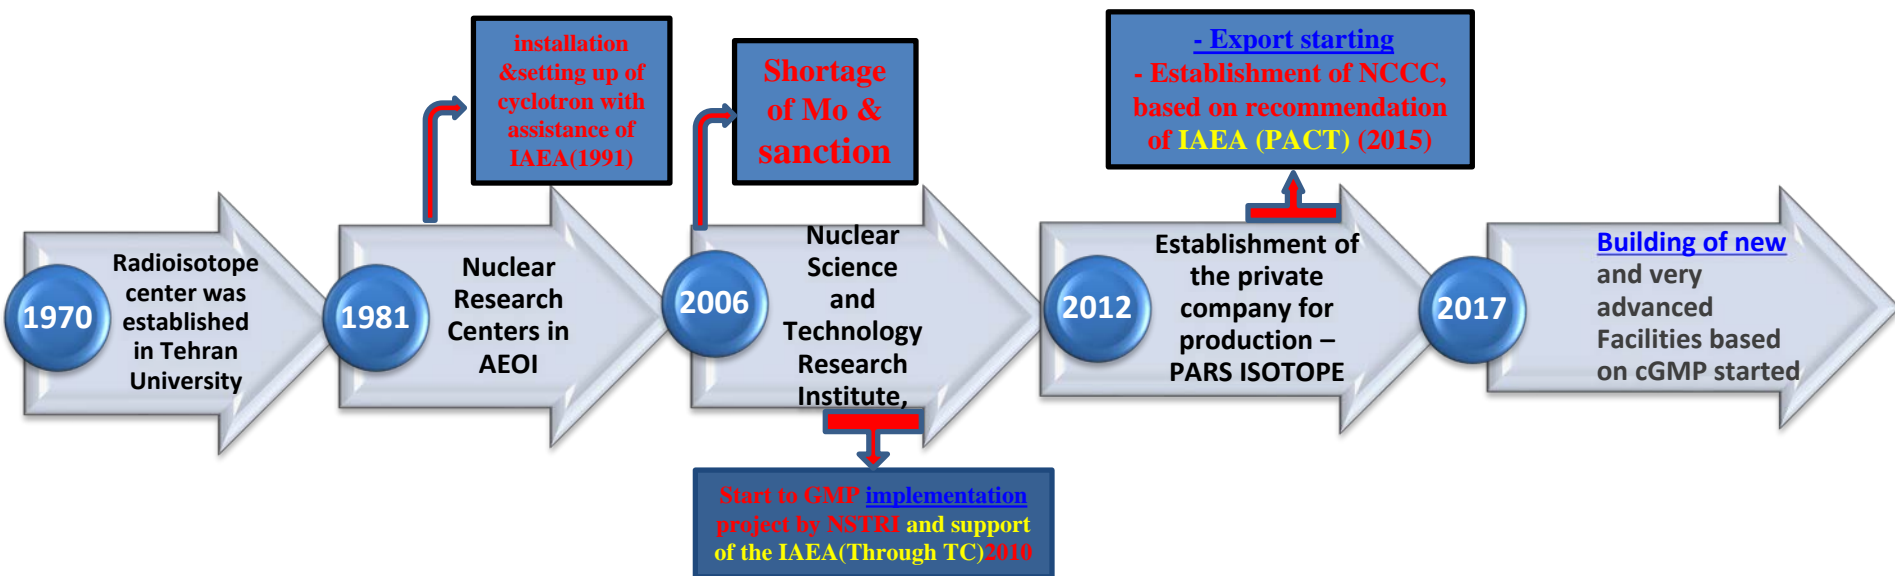 installation
&setting up of
cyclotron with
assistance of
IAEA(1991)
Shortage
of Mo &
sanction
- Export starting
- Establishment of NCCC,
based on recommendation
of IAEA (PACT) (2015)
1970
Radioisotope
center was
established
in Tehran
University
1981
Nuclear
Research
Centers in
AEOI
2006
Nuclear
Science
and
Technology
Research
Institute,
2012
Establishment of
the private
company for
production –
PARS ISOTOPE
2017
Building of new
and very
advanced
Facilities based
on cGMP started
Start to GMP implementation
project by NSTRI and support
of the IAEA(Through TC)2010